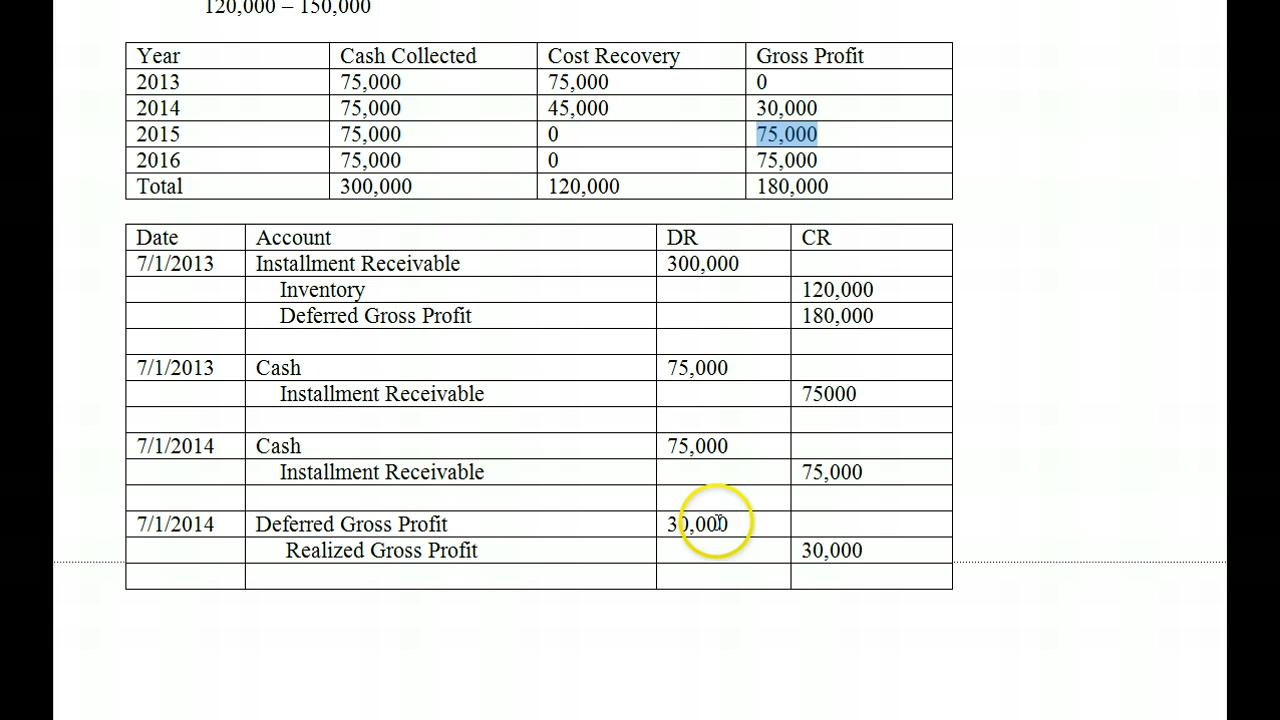 120,000 – 150,000
Year Cash Collected Cost Recovery Gross Profit
2013 75,000 75,000 0
2014 75,000 45,000 30,000
2015 75,000 0 75,000
2016 75,000 0 75,000
Total 300,000 120,000 180,000
Date Account DR CR
7/1/2013 Installment Receivable 300,000
Inventory 120,000
Deferred Gross Profit 180,000
7/1/2013 Cash 75,000
Installment Receivable 75000
7/1/2014 Cash 75,000
Installment Receivable 75,000
7/1/2014 Deferred Gross Profit 30,000
Realized Gross Profit 30,000